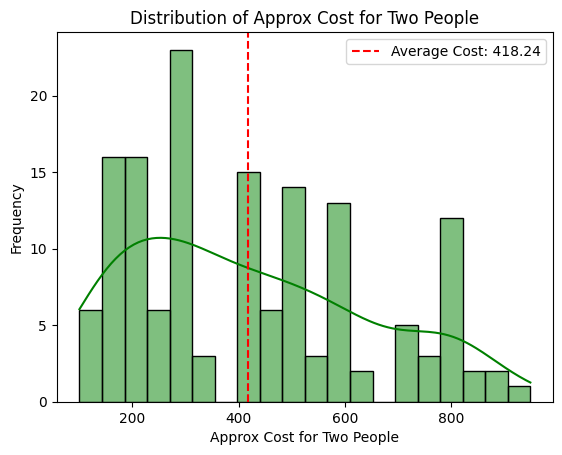 Distribution of Approx Cost for Two People
Average Cost: 418.24
Frequency
20
15
10
5
0
200 400 600 800
Approx Cost for Two People